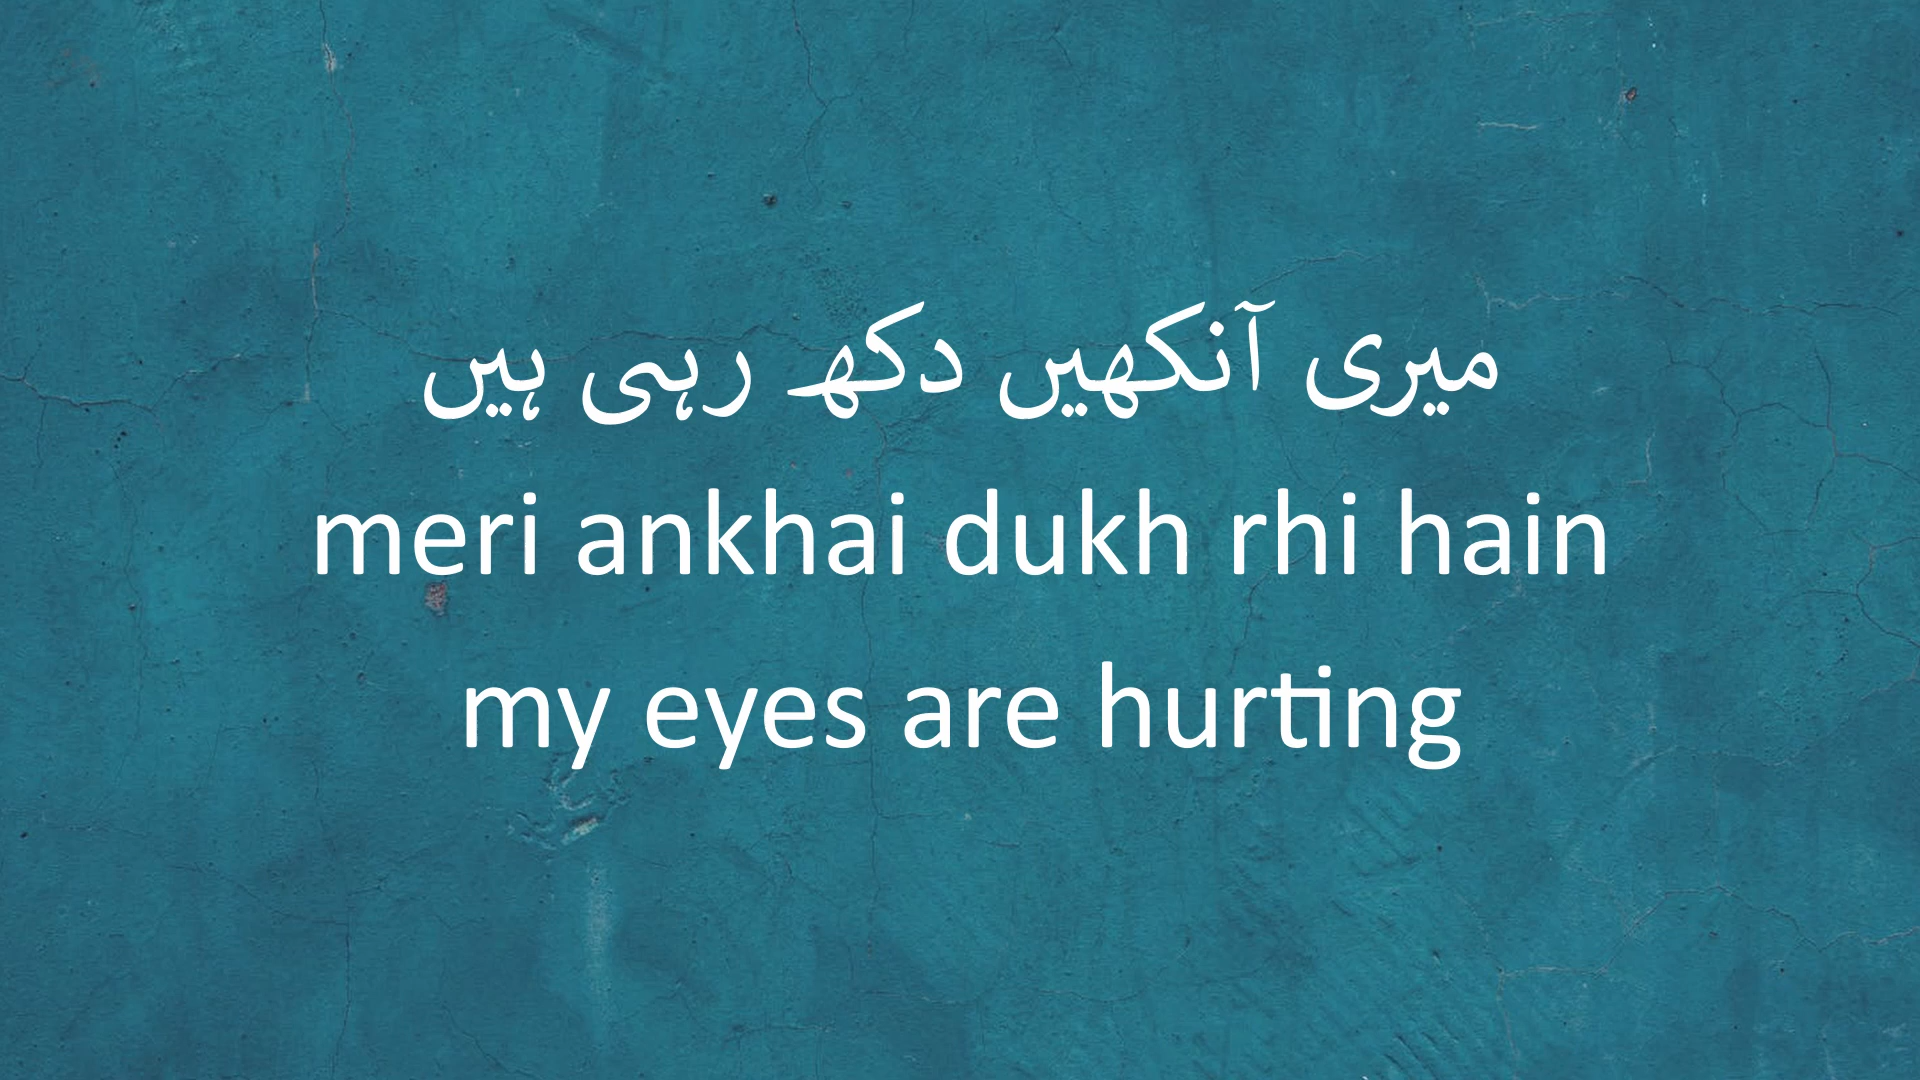 میری آنکھیں دکھ رہی ہیں
meri ankhai dukh rhi hain
my eyes are hurting